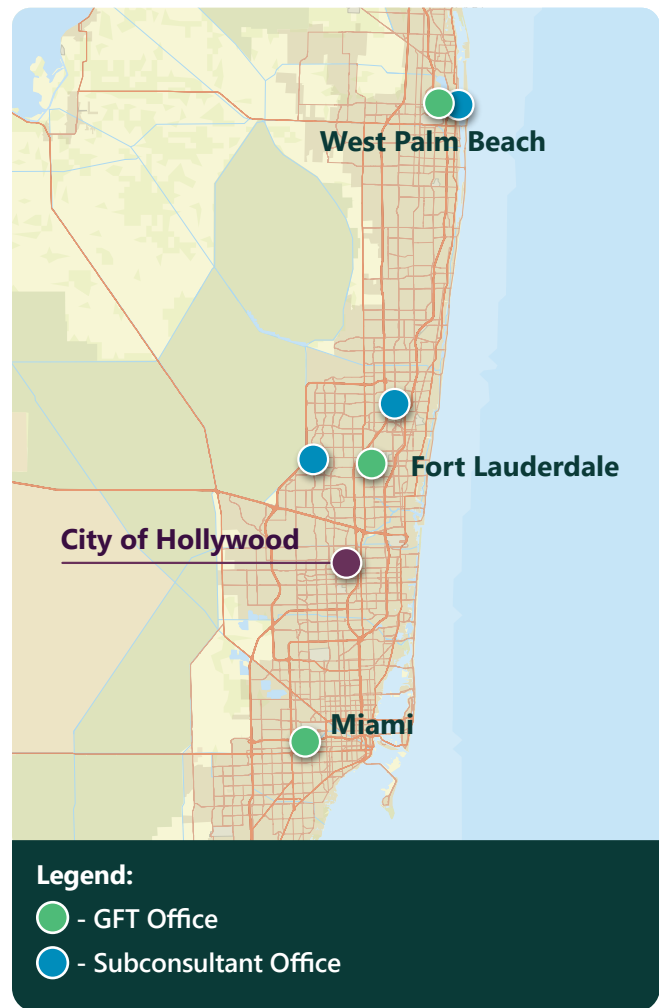 West Palm Beach
Fort Lauderdale
City of Hollywood
Miami
Legend:
- GFT Office
- Subconsultant Office